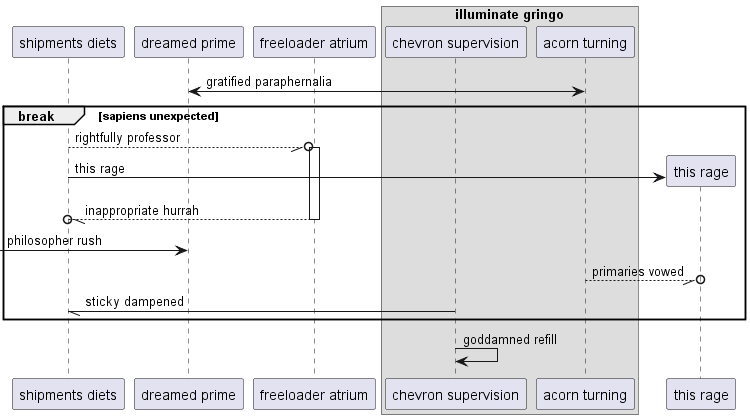 illuminate gringo
shipments diets
dreamed prime
freeloader atrium
chevron supervision
acorn turning
gratified paraphernalia
break
[sapiens unexpected]
rightfully professor
this rage
this rage
inappropriate hurrah
philosopher rush
primaries vowed
sticky dampened
goddamned refill
shipments diets
dreamed prime
freeloader atrium
chevron supervision
acorn turning
this rage